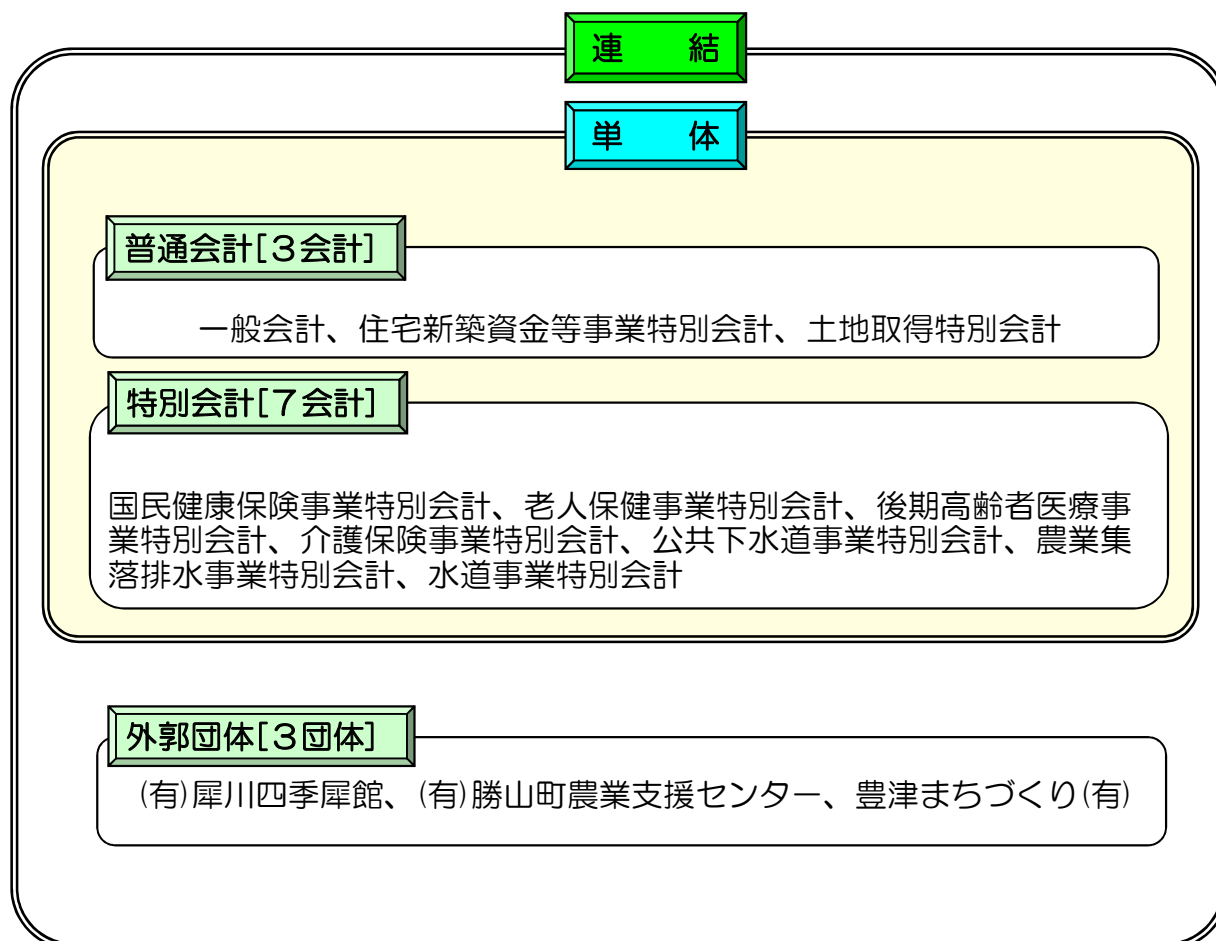 連　　結
単　　体
普通会計[３会計]
一般会計、住宅新築資金等事業特別会計、土地取得特別会計
特別会計[７会計]
国民健康保険事業特別会計、老人保健事業特別会計、後期高齢者医療事
業特別会計、介護保険事業特別会計、公共下水道事業特別会計、農業集
落排水事業特別会計、水道事業特別会計
外郭団体[３団体]
(有)犀川四季犀館、(有)勝山町農業支援センター、豊津まちづくり(有)